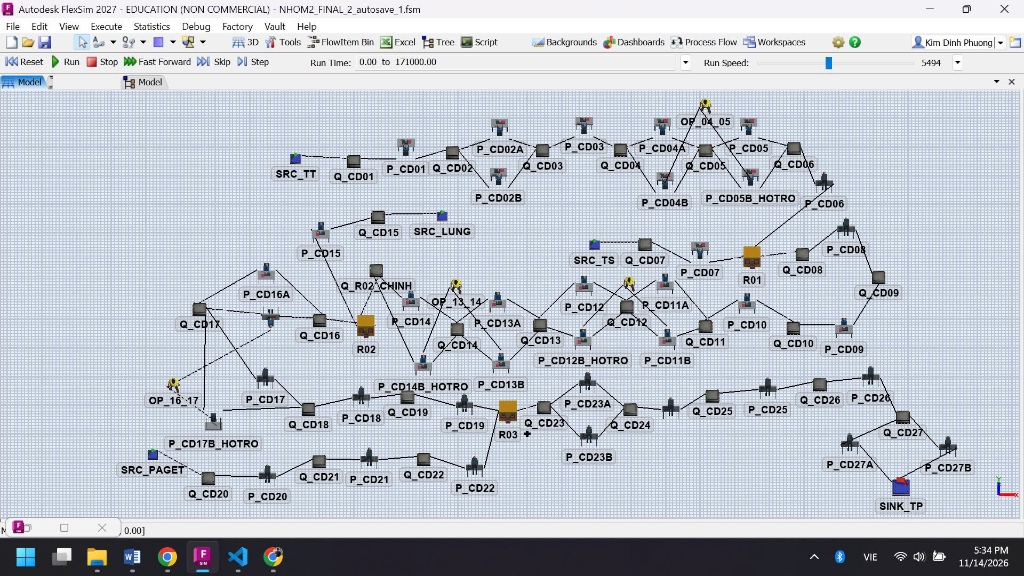 Autodesk FlexSim 2027 - EDUCATION (NON COMMERCIAL) - NHOM2_FINAL_2_autosave_1.fsm
File Edit View Execute Statistics Debug Factory Vault Help
3D Tools FlowItem Bin Excel Tree Script Backgrounds Dashboards Process Flow Workspaces Kim Dinh Phuong
Reset Run Stop Fast Forward Skip Step Run Time: 0.00 to 171000.00 Run Speed: 5494
Model Model
OP_04_05
SRC_TT Q_CD01 P_CD01 Q_CD02 P_CD02A Q_CD03 P_CD03 Q_CD04 P_CD04A Q_CD05 P_CD05 Q_CD06
P_CD02B P_CD04B P_CD05B_HOTRO P_CD06
Q_CD15 SRC_LUNG
P_CD15 SRC_TS Q_CD07 P_CD07 R01 Q_CD08 P_CD08
Q_R02_CHINH Q_CD09
P_CD16A OP_13_14 P_CD12 P_CD11A
Q_CD17 Q_CD16 R02 P_CD14 Q_CD14 P_CD13A Q_CD13 Q_CD12 Q_CD11 P_CD10 Q_CD10 P_CD09
P_CD12B_HOTRO P_CD11B
P_CD14B_HOTRO P_CD13B
OP_16_17 P_CD17 Q_CD18 P_CD18 Q_CD19 P_CD19 R03 Q_CD23 P_CD23A Q_CD24 Q_CD25 P_CD25 Q_CD26 P_CD26
P_CD17B_HOTRO P_CD23B Q_CD27
SRC_PAGET Q_CD20 P_CD20 Q_CD21 P_CD21 Q_CD22 P_CD22 P_CD27A P_CD27B
SINK_TP
0.00]
VIE
5:34 PM
11/14/2026